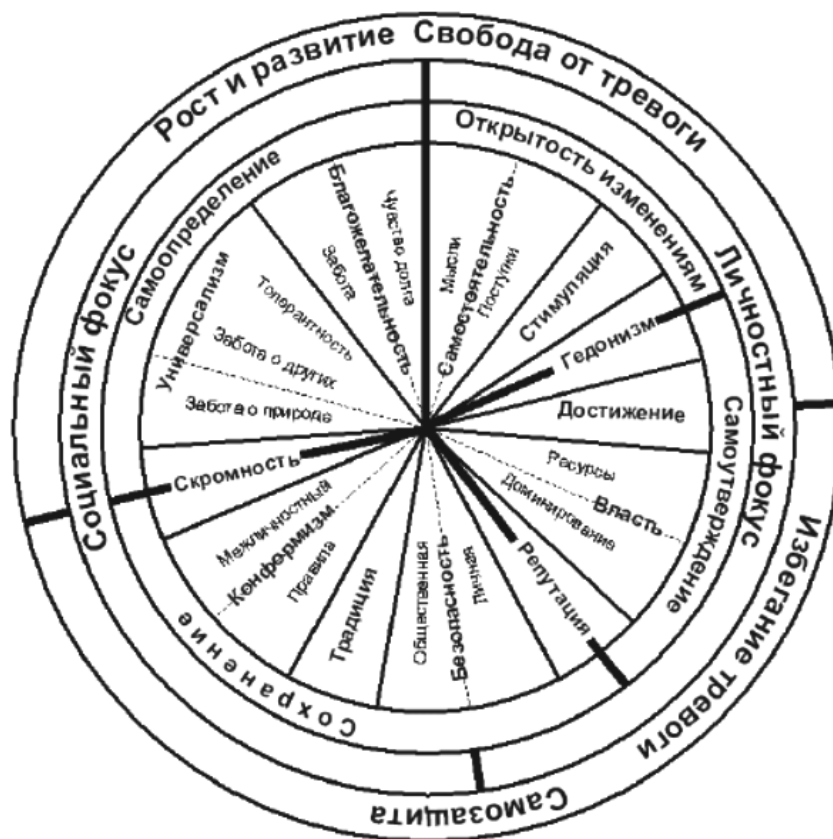 Рост и развитие
Свобода от тревоги
Избегание тревоги
Самозащита
Социальный фокус
Личностный фокус
Самоопределение
Открытость изменениям
Самоутверждение
Сохранение
Благожелательность
Чувство долга
Забота
Самостоятельность
Мысли
Поступки
Стимуляция
Гедонизм
Достижение
Власть
Ресурсы
Доминирование
Репутация
Безопасность
Личная
Общественная
Традиция
Конформизм
Правила
Межличностный
Скромность
Универсализм
Забота о природе
Забота о других
Толерантность